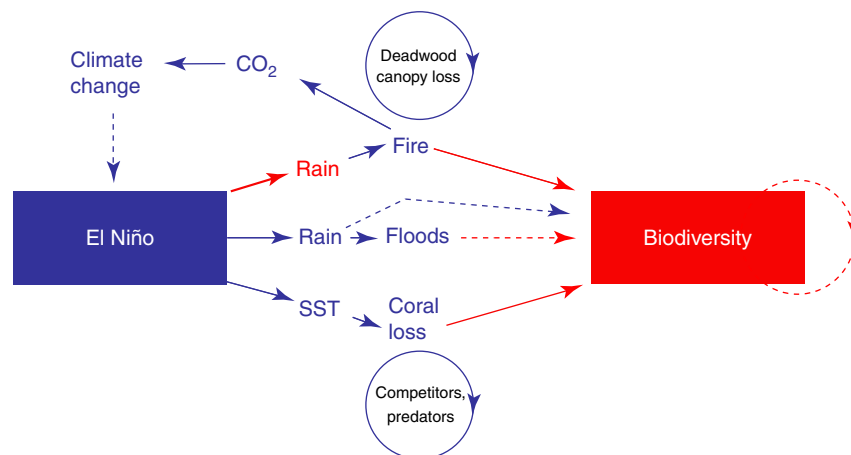 Climate
change
CO₂
Deadwood
canopy loss
Rain
Fire
El Niño
Rain
Floods
Biodiversity
SST
Coral
loss
Competitors,
predators